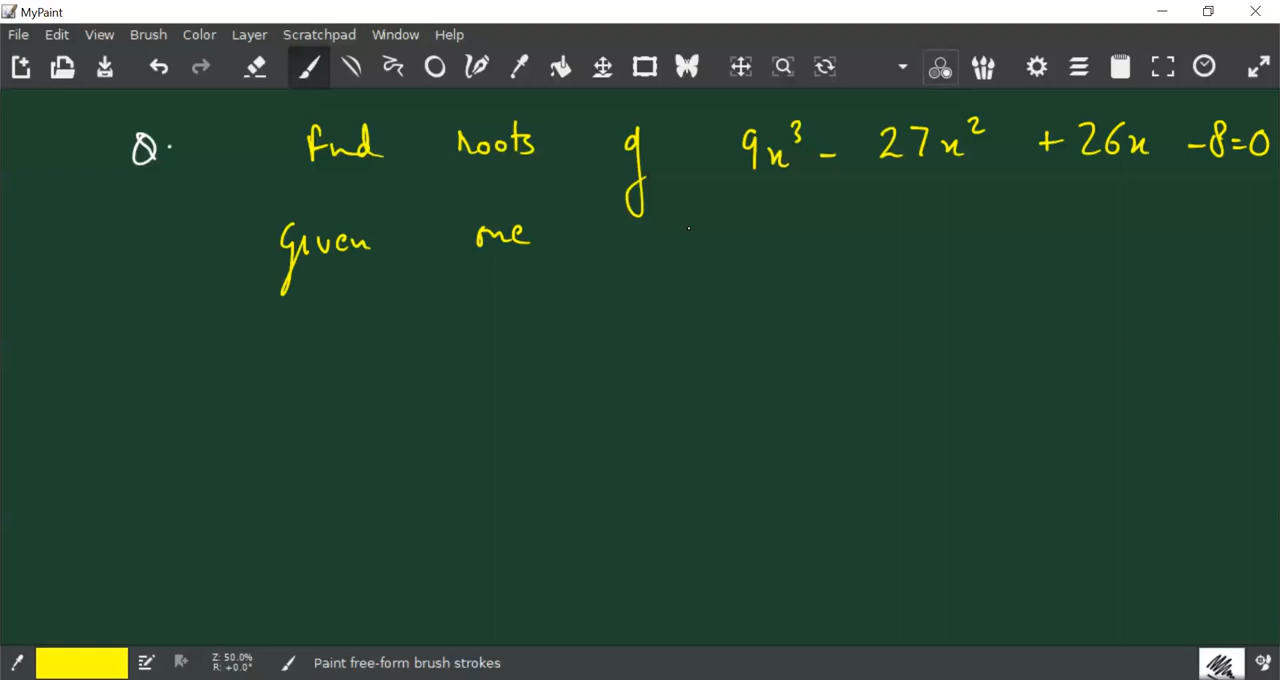 MyPaint
File Edit View Brush Color Layer Scratchpad Window Help
Q. find roots of 9x³ - 27x² + 26x - 8 = 0
Given one
Z: 50.0%
R: +0.0°
Paint free-form brush strokes